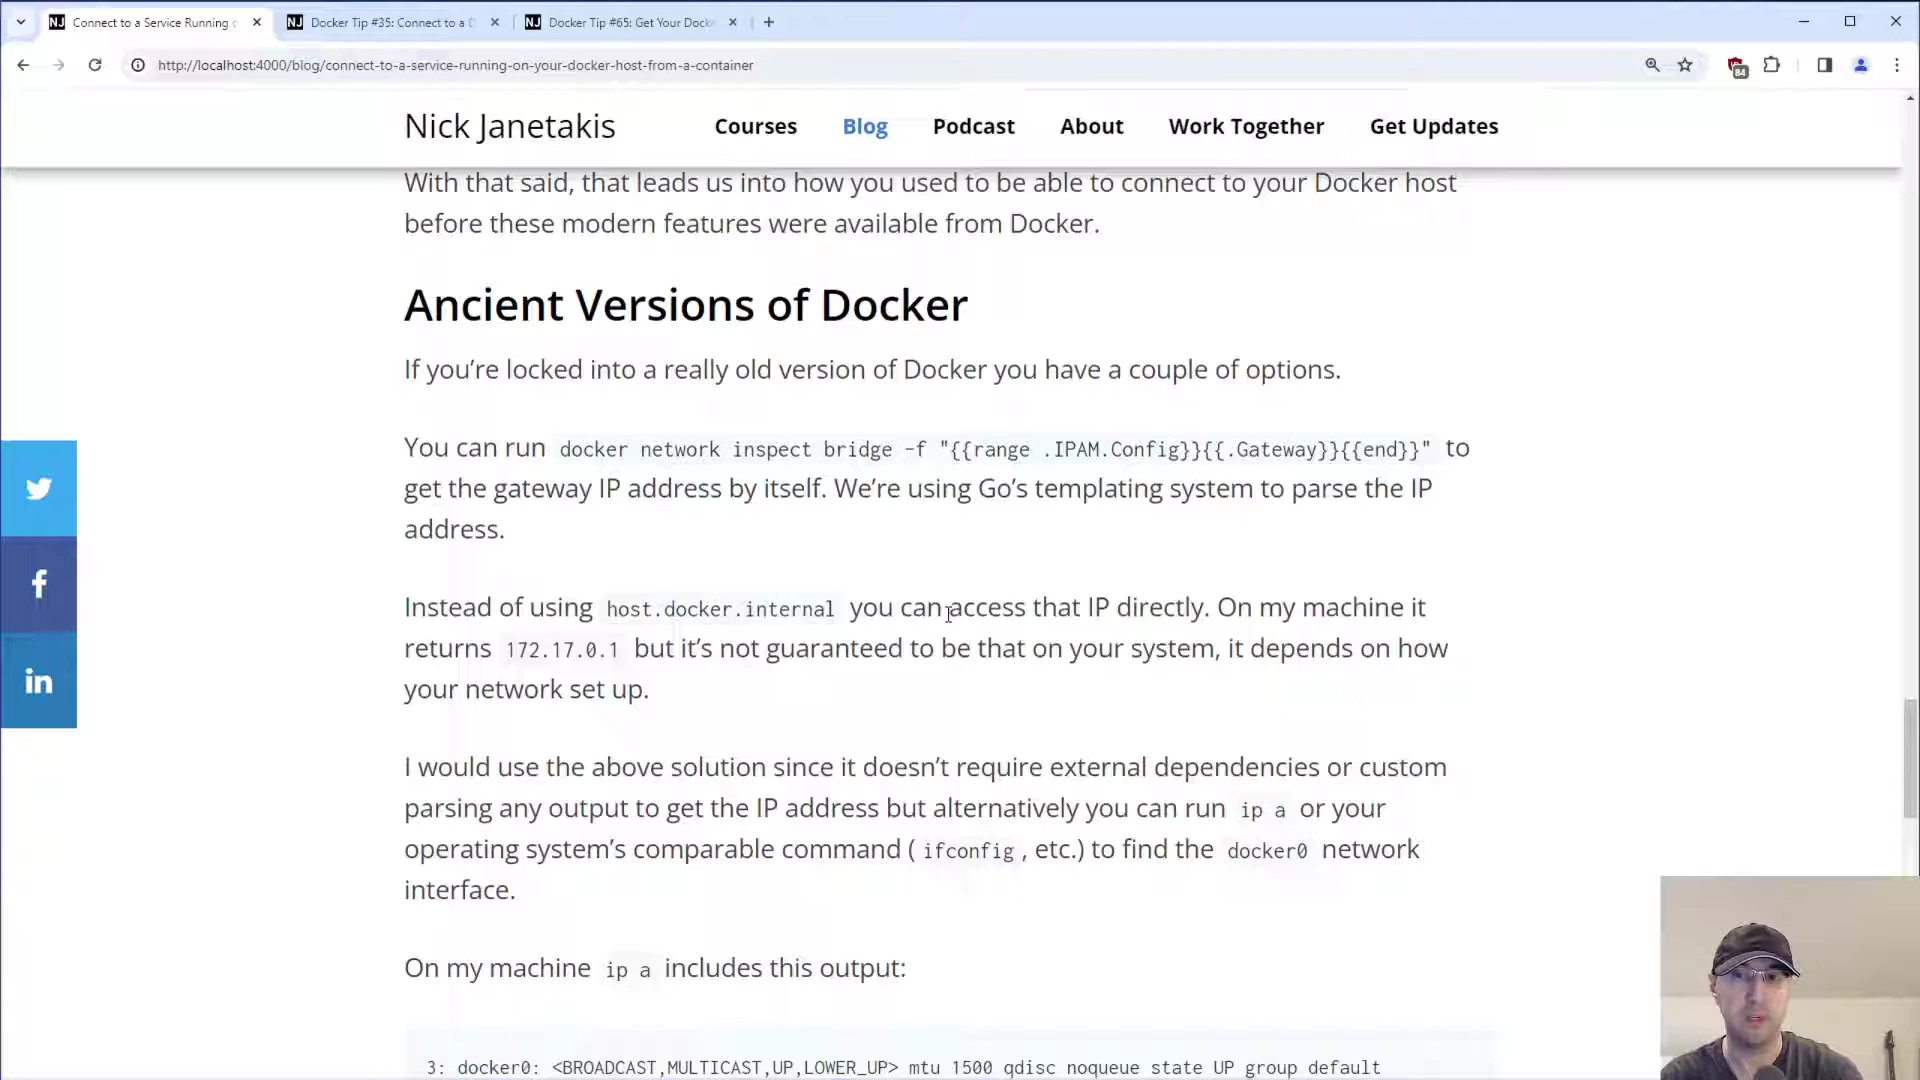 NJ Connect to a Service Running
NJ Docker Tip #35: Connect to a D
NJ Docker Tip #65: Get Your Dock
http://localhost:4000/blog/connect-to-a-service-running-on-your-docker-host-from-a-container
84
Nick Janetakis
Courses
Blog
Podcast
About
Work Together
Get Updates
With that said, that leads us into how you used to be able to connect to your Docker host
before these modern features were available from Docker.
Ancient Versions of Docker
If you’re locked into a really old version of Docker you have a couple of options.
You can run docker network inspect bridge -f "{{range .IPAM.Config}}{{.Gateway}}{{end}}" to
get the gateway IP address by itself. We’re using Go’s templating system to parse the IP
address.
Instead of using host.docker.internal you can access that IP directly. On my machine it
returns 172.17.0.1 but it’s not guaranteed to be that on your system, it depends on how
your network set up.
I would use the above solution since it doesn’t require external dependencies or custom
parsing any output to get the IP address but alternatively you can run ip a or your
operating system’s comparable command ( ifconfig , etc.) to find the docker0 network
interface.
On my machine ip a includes this output:
3: docker0: <BROADCAST,MULTICAST,UP,LOWER_UP> mtu 1500 qdisc noqueue state UP group default